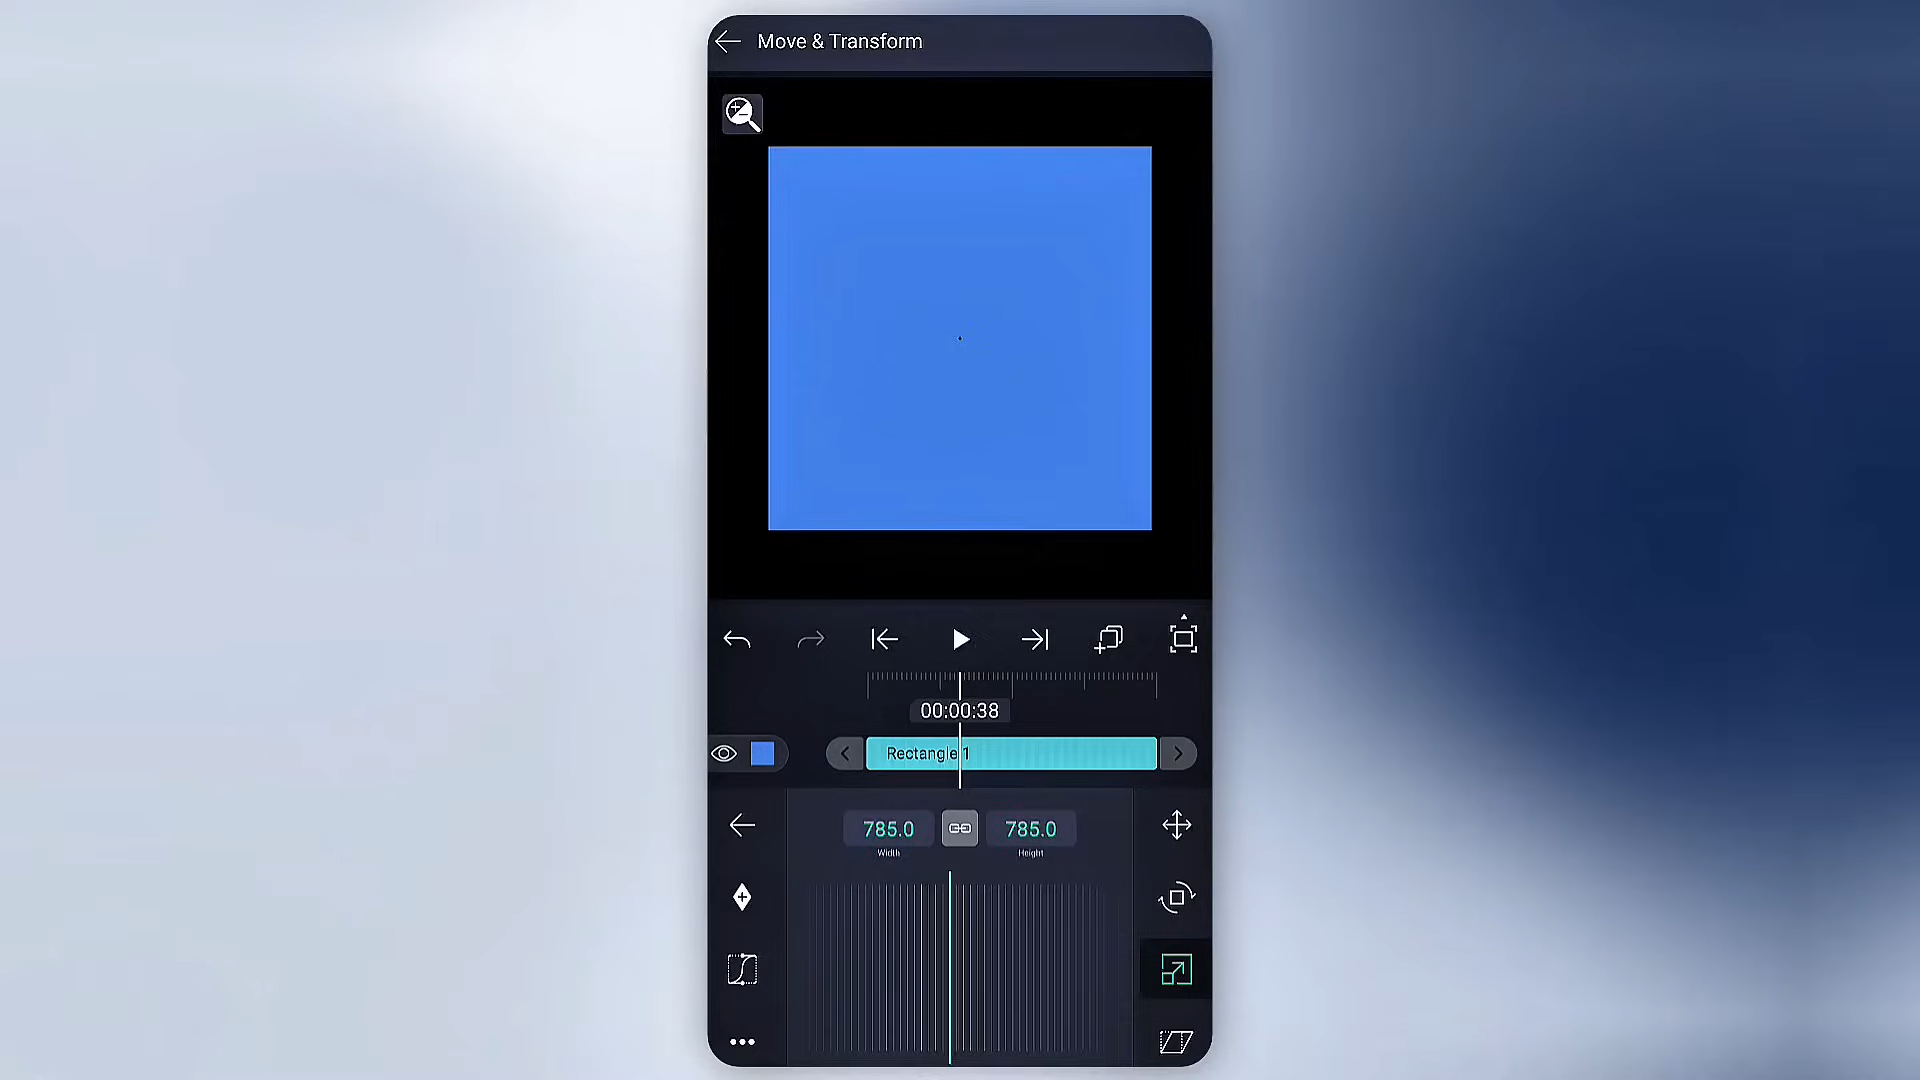 Move & Transform
00:00:38
Rectangle 1
785.0 785.0
Width Height